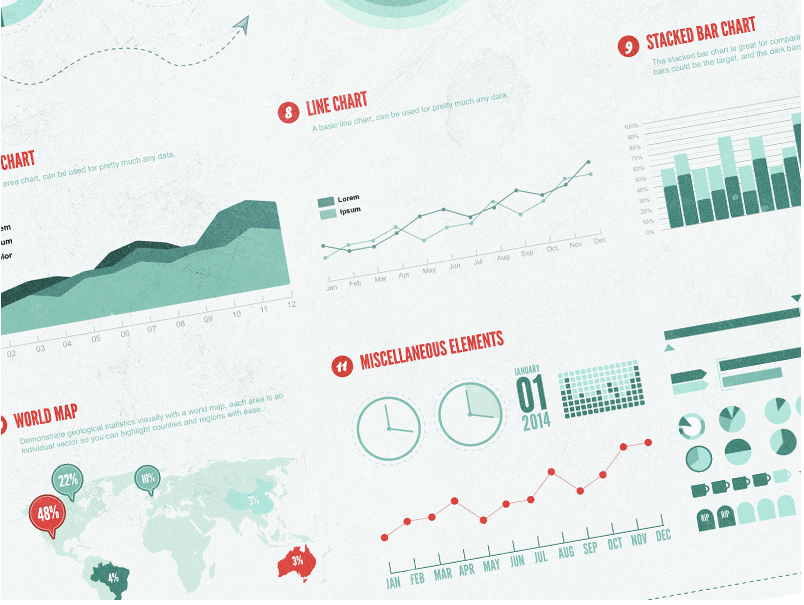 9 STACKED BAR CHART
The stacked bar chart is great for
bars could be the target, and the dark
8 LINE CHART
A basic line chart, can be used for pretty much any data.
CHART
area chart, can be used for pretty much any data.
100%
90%
80%
70%
60%
50%
40%
30%
20%
10%
0%
Lorem
Ipsum
Jan Feb Mar Apr May Jun Jul Aug Sep Oct Nov Dec
02 03 04 05 06 07 08 09 10 11 12
11 MISCELLANEOUS ELEMENTS
JANUARY
01
2014
WORLD MAP
Demonstrate geological statistics visually with a world map, each area is an
individual vector so you can highlight counties and regions with ease.
22%
10%
48%
3%
4%
3%
RIP RIP
JAN FEB MAR APR MAY JUN JUL AUG SEP OCT NOV DEC